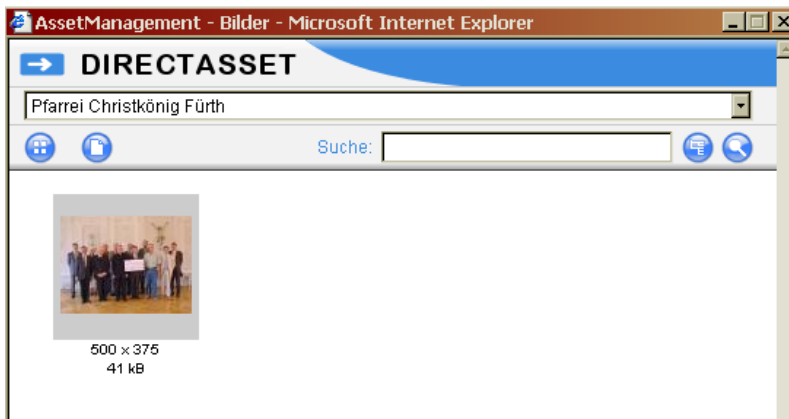 AssetManagement - Bilder - Microsoft Internet Explorer
DIRECTASSET
Pfarrei Christkönig Fürth
Suche:
500 x 375
41 kB